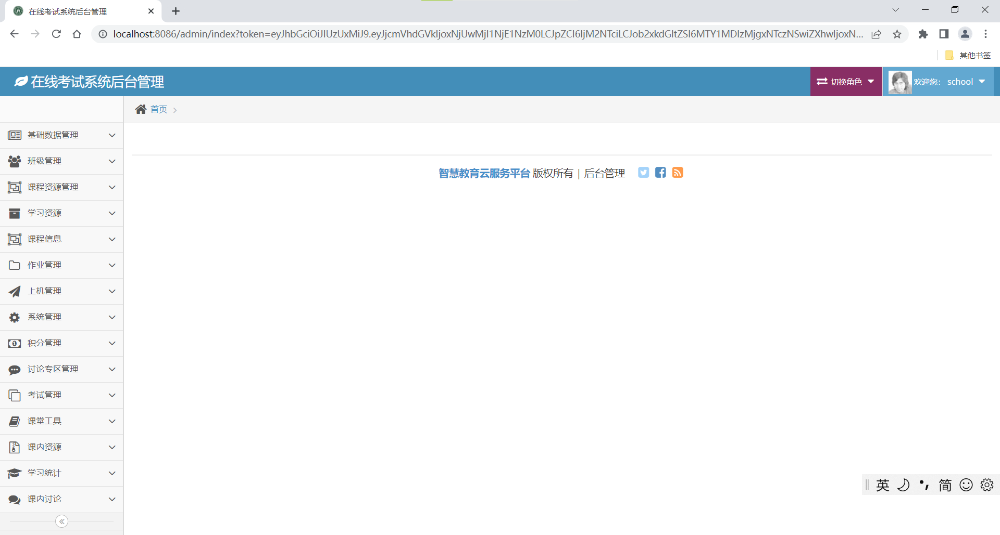 在线考试系统后台管理
localhost:8086/admin/index?token=eyJhbGciOiJIUzUxMiJ9.eyJjcmVhdGVkIjoxNjUwMjI1NjE1NzM0LCJpZCI6IjM2NTciLCJob2xkdGltZSI6MTY1MDIzMjgxNTczNSwiZXhwIjoxN...
其他书签
在线考试系统后台管理
切换角色
欢迎您： school
首页
基础数据管理
班级管理
课程资源管理
学习资源
课程信息
作业管理
上机管理
系统管理
积分管理
讨论专区管理
考试管理
课堂工具
课内资源
学习统计
课内讨论
智慧教育云服务平台 版权所有 | 后台管理
英 简